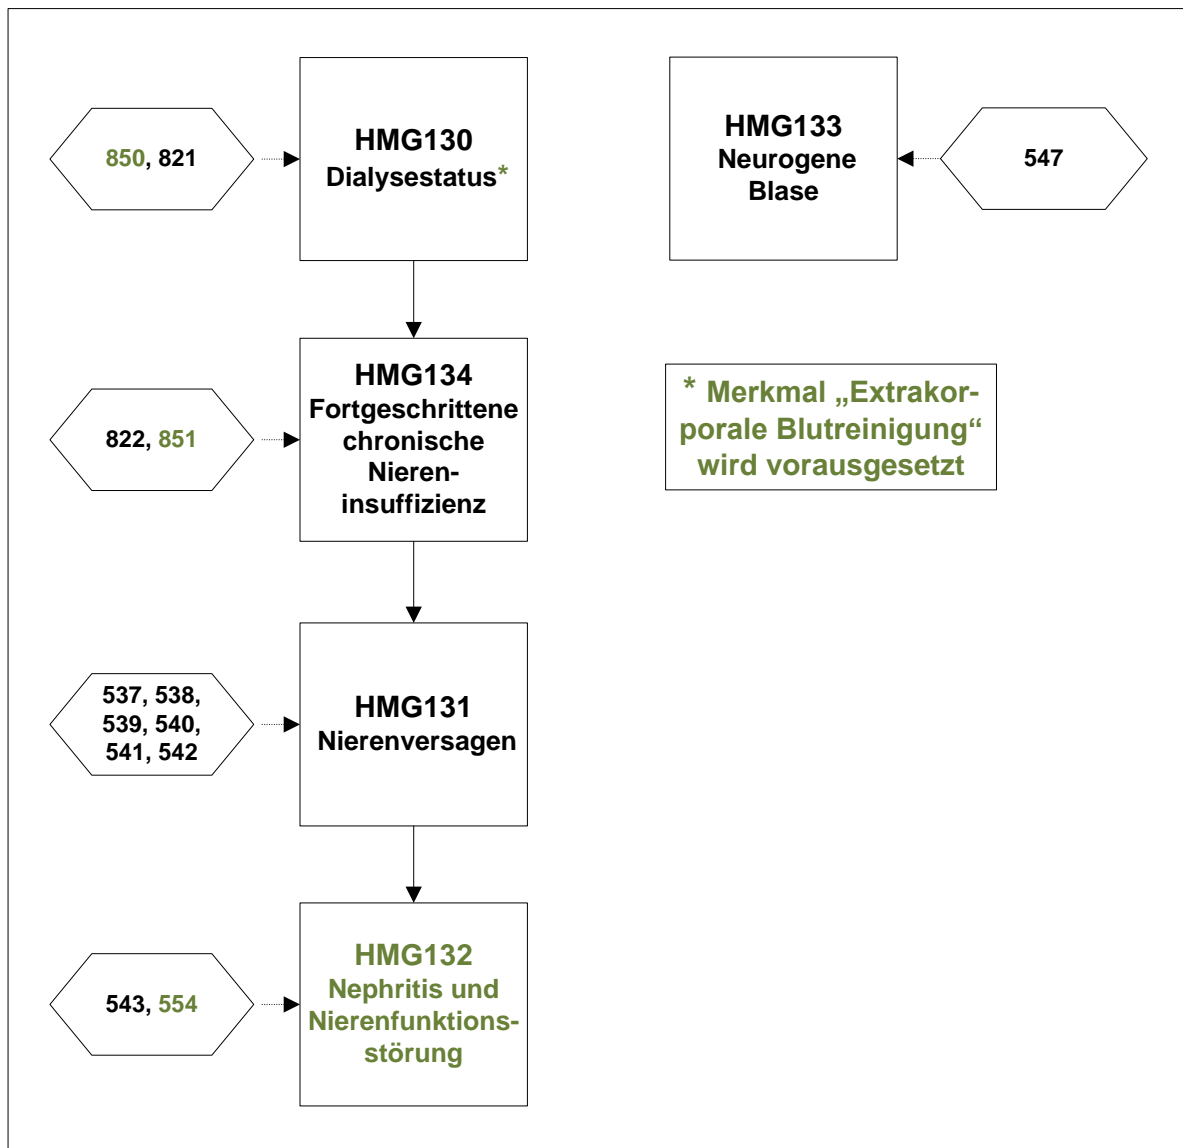 850, 821
HMG130
Dialysestatus*
HMG133
Neurogene
Blase
547
822, 851
HMG134
Fortgeschrittene
chronische
Nieren-
insuffizienz
* Merkmal „Extrakor-
porale Blutreinigung“
wird vorausgesetzt
537, 538,
539, 540,
541, 542
HMG131
Nierenversagen
543, 554
HMG132
Nephritis und
Nierenfunktions-
störung